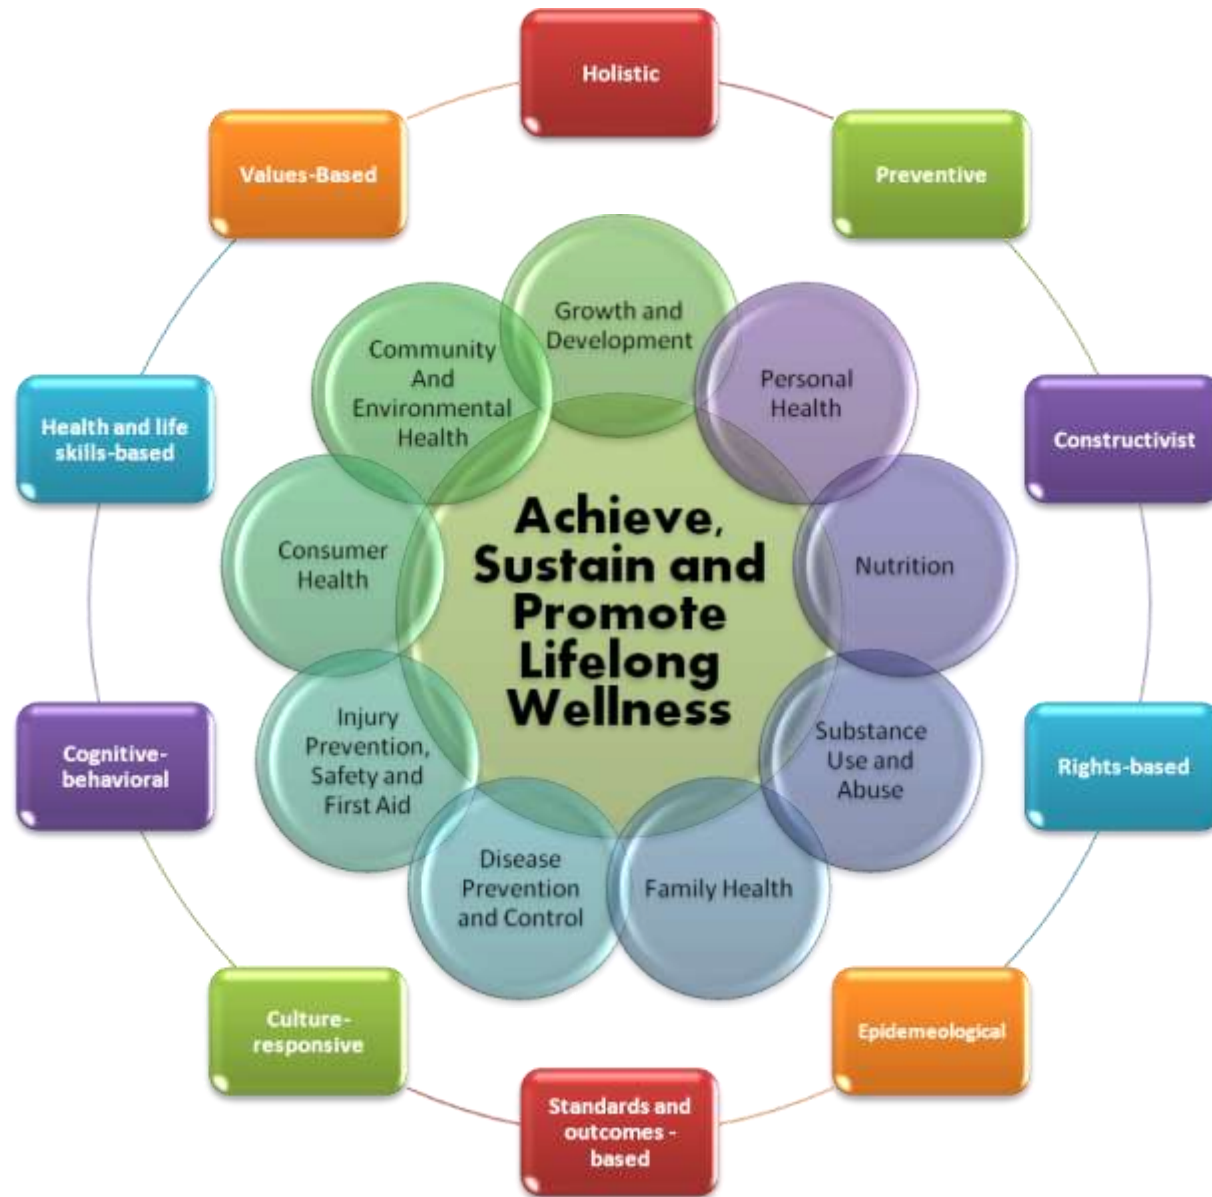 Holistic
Values-Based
Preventive
Growth and
Development
Community
And
Environmental
Health
Personal
Health
Health and life
skills-based
Constructivist
Achieve,
Sustain and
Promote
Lifelong
Wellness
Consumer
Health
Nutrition
Injury
Prevention,
Safety and
First Aid
Substance
Use and
Abuse
Cognitive-
behavioral
Rights-based
Disease
Prevention
and Control
Family Health
Culture-
responsive
Epidemeological
Standards and
outcomes -
based